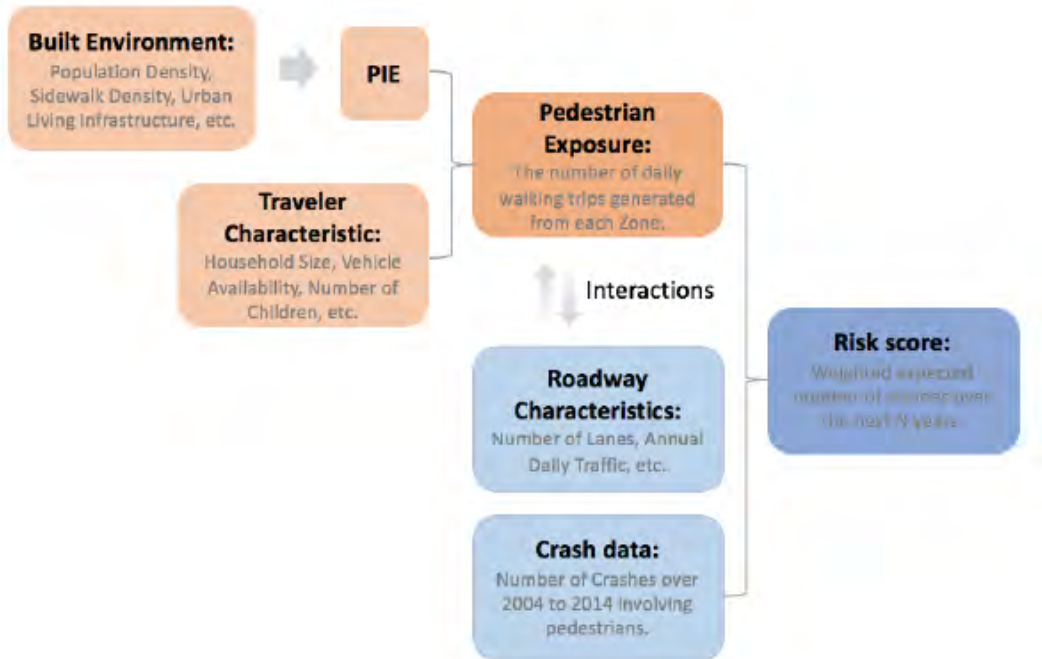 Built Environment:
Population Density,
Sidewalk Density, Urban
Living Infrastructure, etc.
PIE
Traveler
Characteristic:
Household Size, Vehicle
Availability, Number of
Children, etc.
Pedestrian
Exposure:
The number of daily
walking trips generated
from each Zone.
Interactions
Roadway
Characteristics:
Number of Lanes, Annual
Daily Traffic, etc.
Crash data:
Number of Crashes over
2004 to 2014 involving
pedestrians.
Risk score:
Weighted expected
number of crashes over
the next N years.